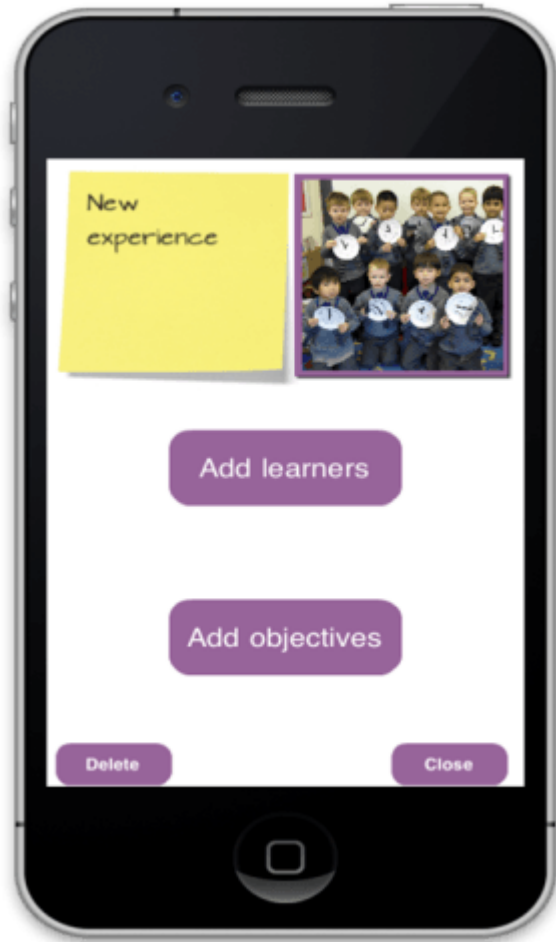 New
experience
Add learners
Add objectives
Delete
Close